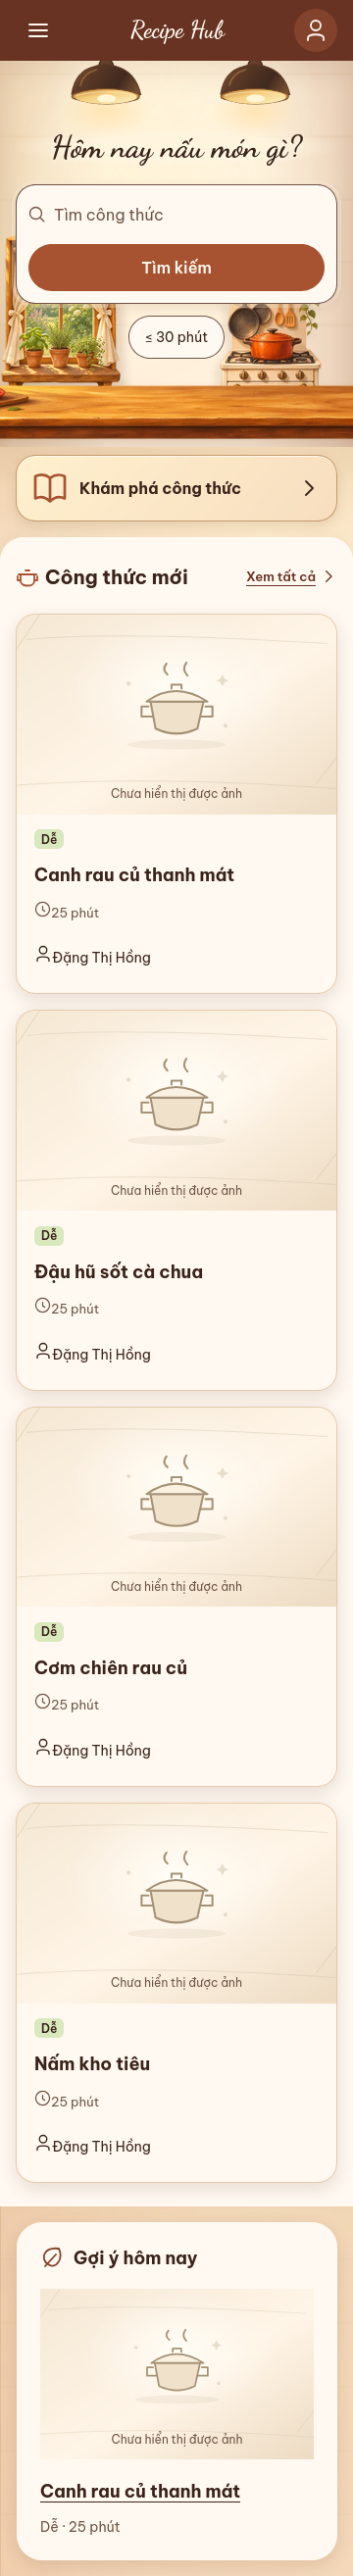 Recipe Hub
Hôm nay nấu món gì?
Tìm công thức
Tìm kiếm
≤ 30 phút
Khám phá công thức
Công thức mới
Xem tất cả
Chưa hiển thị được ảnh
Dễ
Canh rau củ thanh mát
25 phút
Đặng Thị Hồng
Chưa hiển thị được ảnh
Dễ
Đậu hũ sốt cà chua
25 phút
Đặng Thị Hồng
Chưa hiển thị được ảnh
Dễ
Cơm chiên rau củ
25 phút
Đặng Thị Hồng
Chưa hiển thị được ảnh
Dễ
Nấm kho tiêu
25 phút
Đặng Thị Hồng
Gợi ý hôm nay
Chưa hiển thị được ảnh
Canh rau củ thanh mát
Dễ · 25 phút